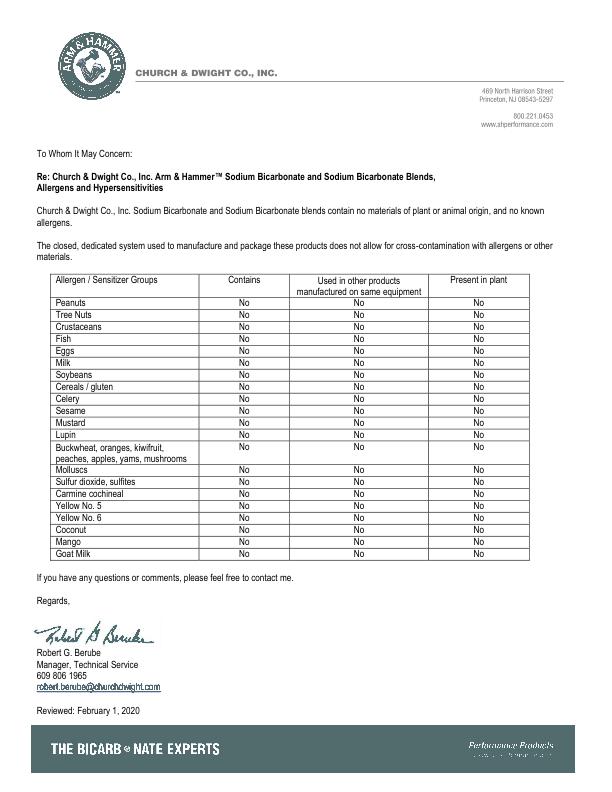 ARM & HAMMER
CHURCH & DWIGHT CO., INC.
469 North Harrison Street
Princeton, NJ 08543-5297
800.221.0453
www.ahperformance.com
To Whom It May Concern:
Re: Church & Dwight Co., Inc. Arm & Hammer™ Sodium Bicarbonate and Sodium Bicarbonate Blends,
Allergens and Hypersensitivities
Church & Dwight Co., Inc. Sodium Bicarbonate and Sodium Bicarbonate blends contain no materials of plant or animal origin, and no known
allergens.
The closed, dedicated system used to manufacture and package these products does not allow for cross-contamination with allergens or other
materials.
Allergen / Sensitizer Groups Contains Used in other products Present in plant
manufactured on same equipment
Peanuts No No No
Tree Nuts No No No
Crustaceans No No No
Fish No No No
Eggs No No No
Milk No No No
Soybeans No No No
Cereals / gluten No No No
Celery No No No
Sesame No No No
Mustard No No No
Lupin No No No
Buckwheat, oranges, kiwifruit, No No No
peaches, apples, yams, mushrooms
Molluscs No No No
Sulfur dioxide, sulfites No No No
Carmine cochineal No No No
Yellow No. 5 No No No
Yellow No. 6 No No No
Coconut No No No
Mango No No No
Goat Milk No No No
If you have any questions or comments, please feel free to contact me.
Regards,
Robert G Berube
Robert G. Berube
Manager, Technical Service
609 806 1965
robert.berube@churchdwight.com
Reviewed: February 1, 2020
THE BICARB NATE EXPERTS
Performance Products